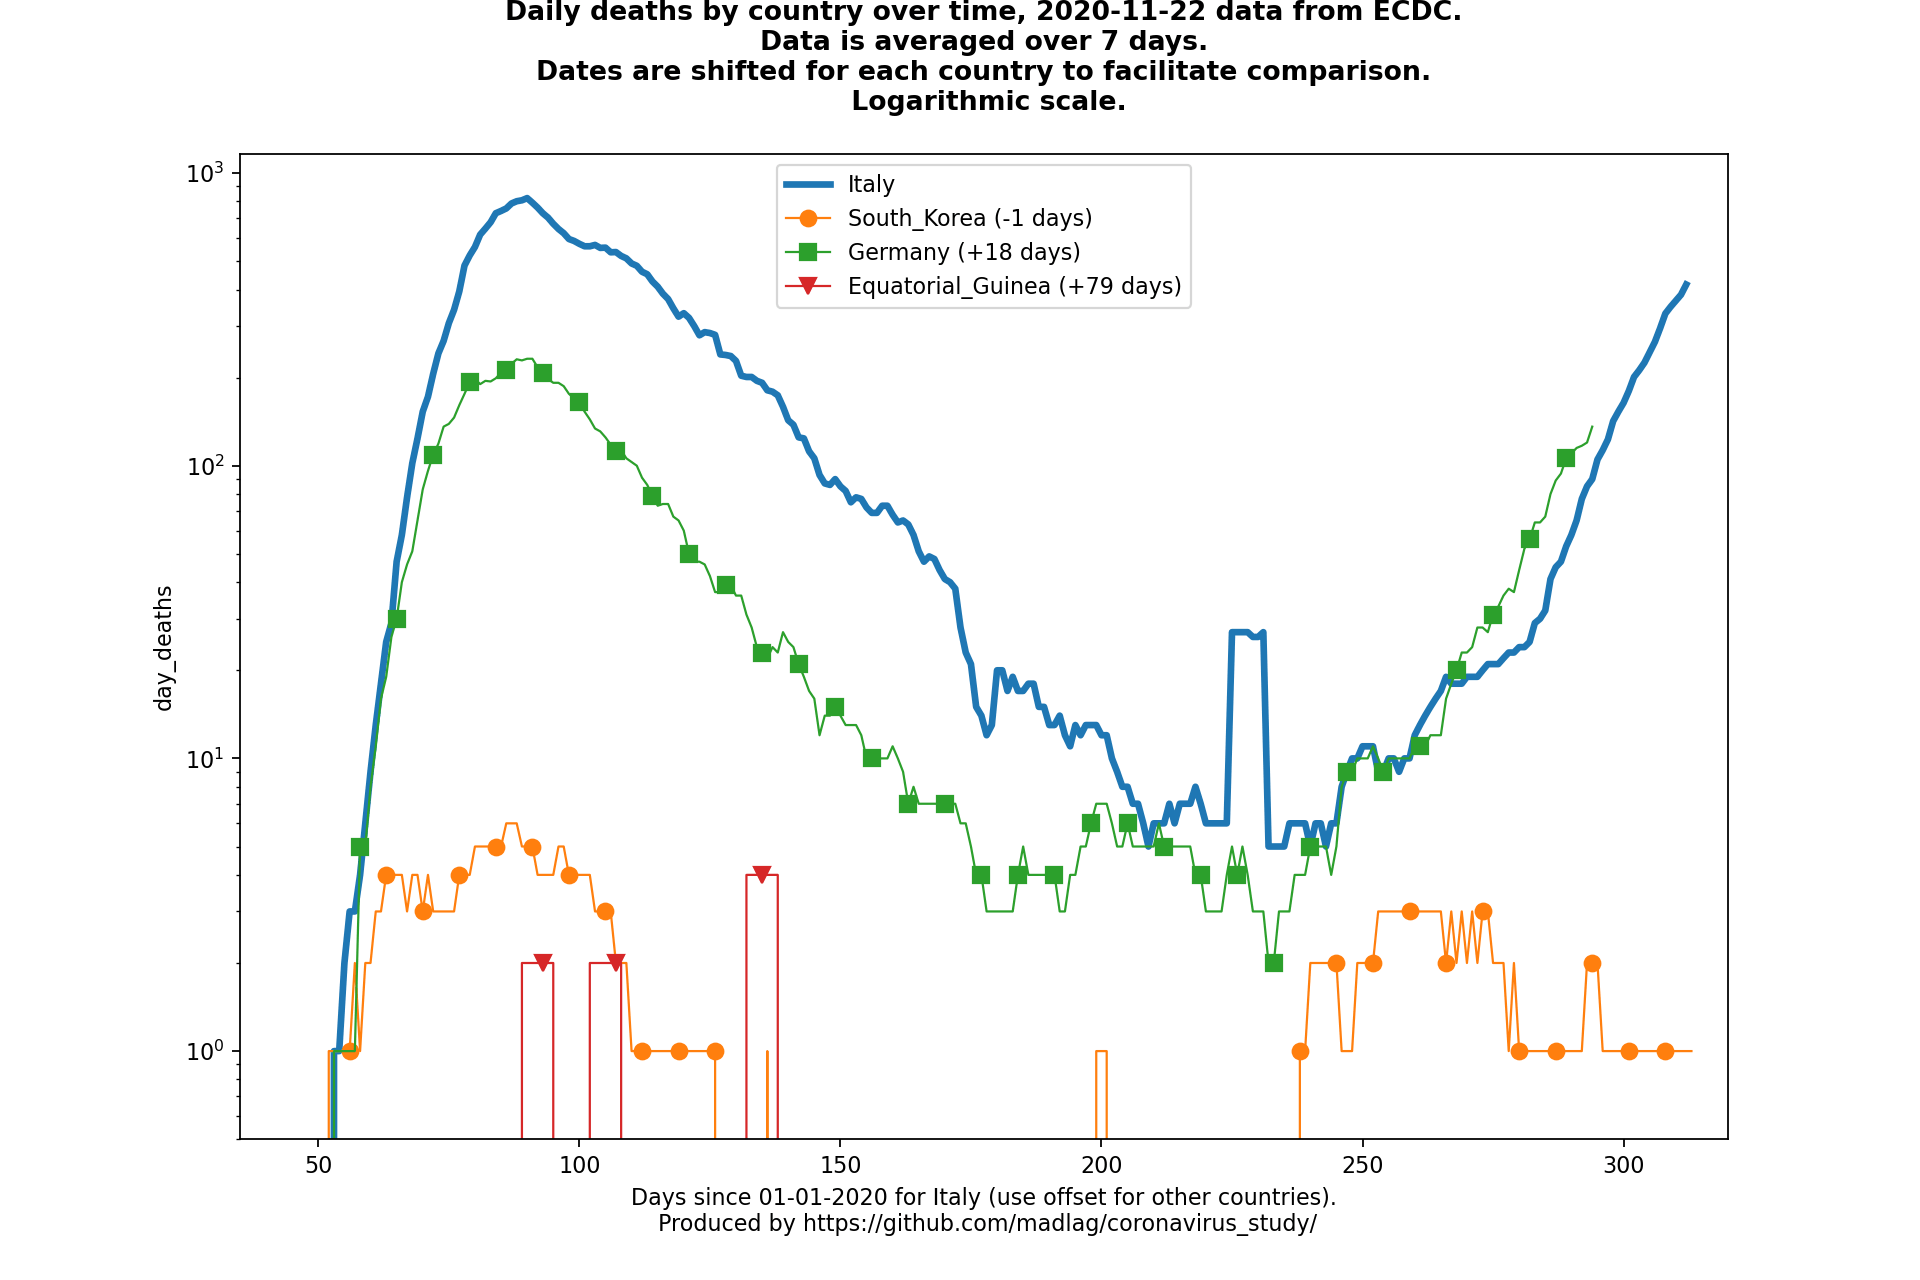 Daily deaths by country over time, 2020-11-22 data from ECDC.
Data is averaged over 7 days.
Dates are shifted for each country to facilitate comparison.
Logarithmic scale.
10³
Italy
South_Korea (-1 days)
Germany (+18 days)
Equatorial_Guinea (+79 days)
10²
day_deaths
10¹
10⁰
50 100 150 200 250 300
Days since 01-01-2020 for Italy (use offset for other countries).
Produced by https://github.com/madlag/coronavirus_study/